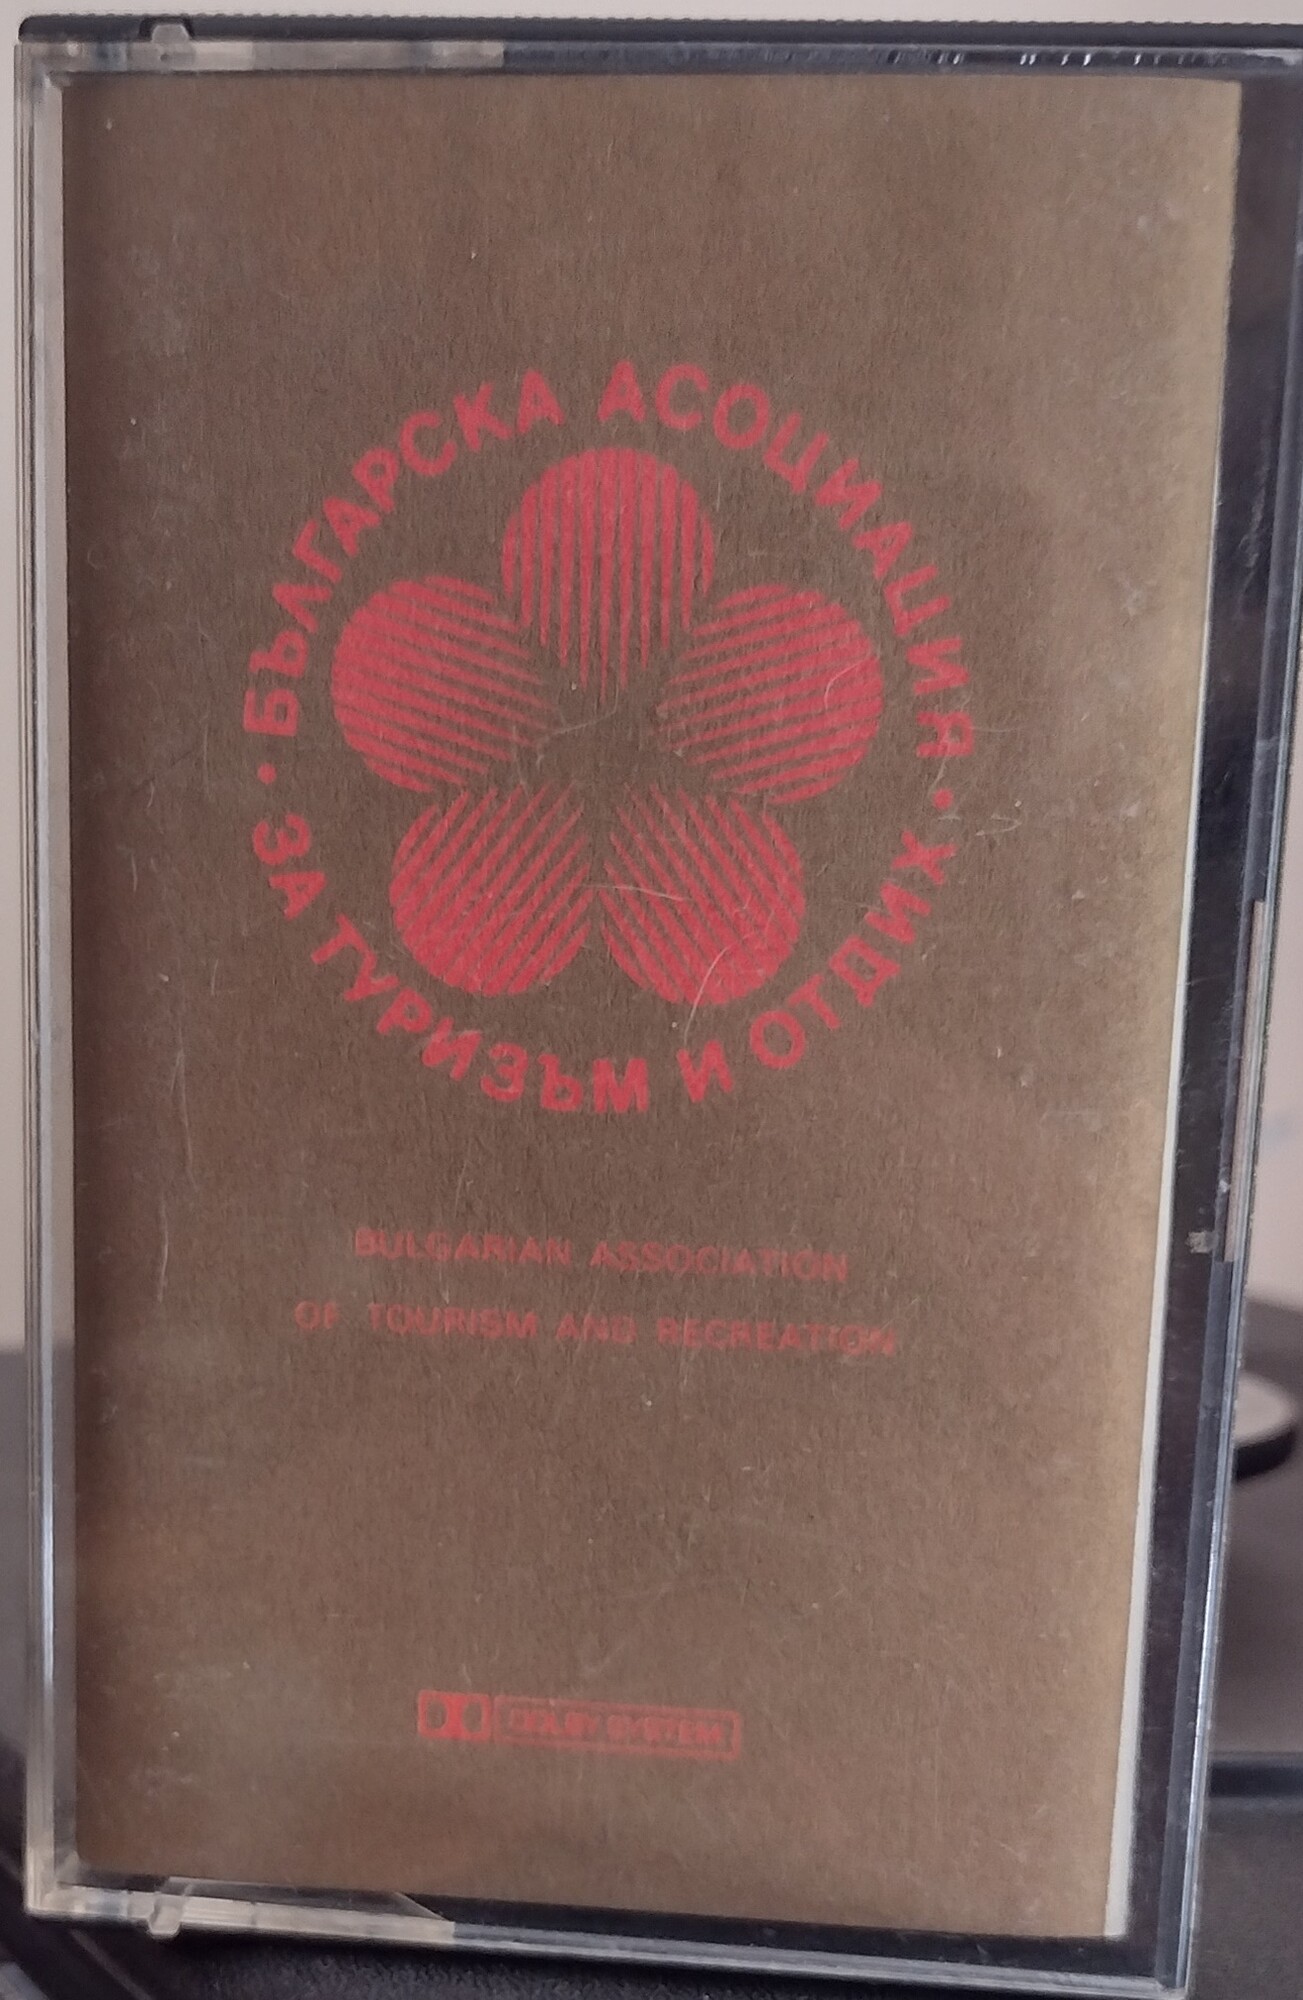 БЪЛГАРСКА АСОЦИАЦИЯ
ЗА ТУРИЗЪМ И ОТДИХ
BULGARIAN ASSOCIATION
OF TOURISM AND RECREATION
DOLBY SYSTEM